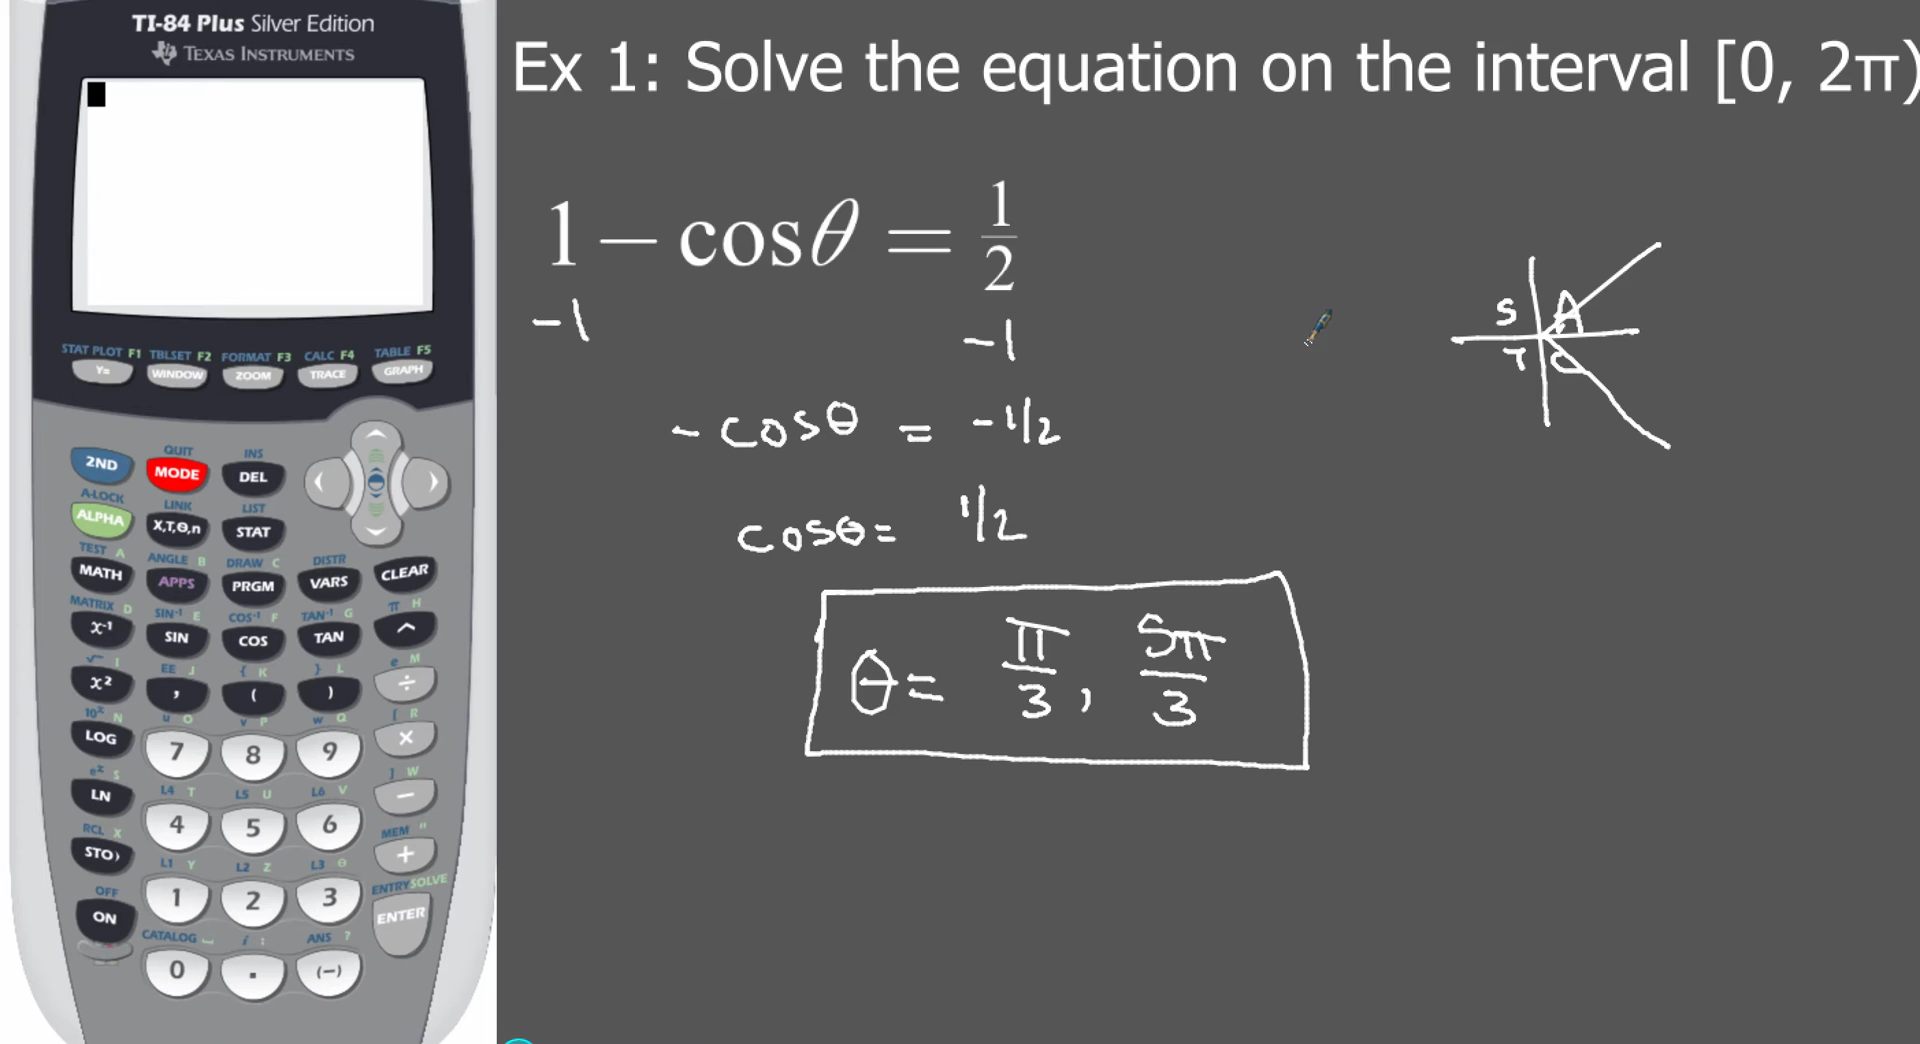 TI-84 Plus Silver Edition
TEXAS INSTRUMENTS
STAT PLOT F1 TBLSET F2 FORMAT F3 CALC F4 TABLE F5
Y= WINDOW ZOOM TRACE GRAPH
QUIT INS
2ND MODE DEL
A-LOCK LINK LIST
ALPHA X,T,Θ,n STAT
TEST A ANGLE B DRAW C DISTR
MATH APPS PRGM VARS CLEAR
MATRIX D SIN⁻¹ E COS⁻¹ F TAN⁻¹ G π H
x⁻¹ SIN COS TAN ^
√ I EE J { K } L e M
x² , ( ) ÷
10ˣ N u O v P w Q [ R
LOG 7 8 9 ×
eˣ S L4 T L5 U L6 V ] W
LN 4 5 6 −
RCL X L1 Y L2 Z L3 Θ MEM "
STO› 1 2 3 +
OFF ENTRY SOLVE
ON ENTER
CATALOG i : ANS ?
0 . (−)
Ex 1: Solve the equation on the interval [0, 2π)
1 − cosθ = 1/2
-1 -1
- cosθ = -1/2
cosθ = 1/2
θ = π/3, 5π/3
S A
T C